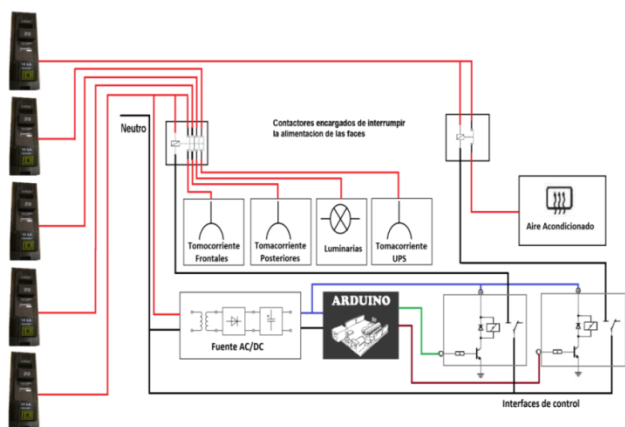 Neutro
Contactores encargados de interrumpir
la alimentacion de las faces
Tomocorriente
Frontales
Tomacorriente
Posteriores
Luminarias
Tomacorriente
UPS
Aire Acondicionado
ARDUINO
Fuente AC/DC
Interfaces de control